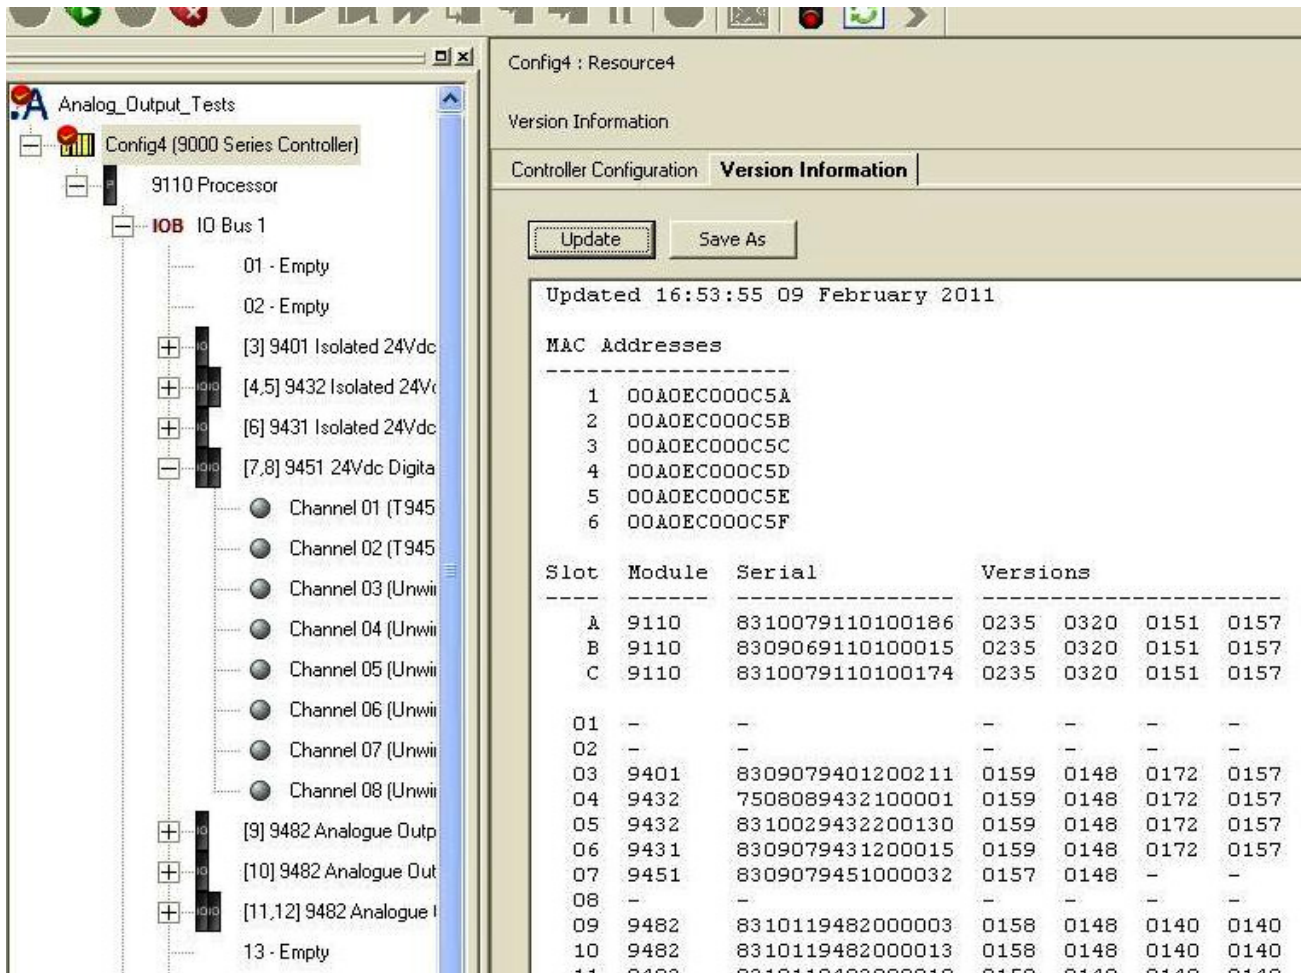 Analog_Output_Tests
Config4 (9000 Series Controller)
9110 Processor
IOB IO Bus 1
01 - Empty
02 - Empty
[3] 9401 Isolated 24Vdc
[4,5] 9432 Isolated 24V
[6] 9431 Isolated 24Vdc
[7,8] 9451 24Vdc Digita
Channel 01 (T945
Channel 02 (T945
Channel 03 (Unwi
Channel 04 (Unwi
Channel 05 (Unwi
Channel 06 (Unwi
Channel 07 (Unwi
Channel 08 (Unwi
[9] 9482 Analogue Outp
[10] 9482 Analogue Out
[11,12] 9482 Analogue
13 - Empty
Config4 : Resource4
Version Information
Controller Configuration Version Information
Update Save As
Updated 16:53:55 09 February 2011
MAC Addresses
-------------------
1 00A0EC000C5A
2 00A0EC000C5B
3 00A0EC000C5C
4 00A0EC000C5D
5 00A0EC000C5E
6 00A0EC000C5F
Slot Module Serial Versions
---- ------ ---------------- ----------------------
A 9110 8310079110100186 0235 0320 0151 0157
B 9110 8309069110100015 0235 0320 0151 0157
C 9110 8310079110100174 0235 0320 0151 0157
01 - - - - - -
02 - - - - - -
03 9401 8309079401200211 0159 0148 0172 0157
04 9432 7508089432100001 0159 0148 0172 0157
05 9432 8310029432200130 0159 0148 0172 0157
06 9431 8309079431200015 0159 0148 0172 0157
07 9451 8309079451000032 0157 0148 - -
08 - - - - - -
09 9482 8310119482000003 0158 0148 0140 0140
10 9482 8310119482000013 0158 0148 0140 0140